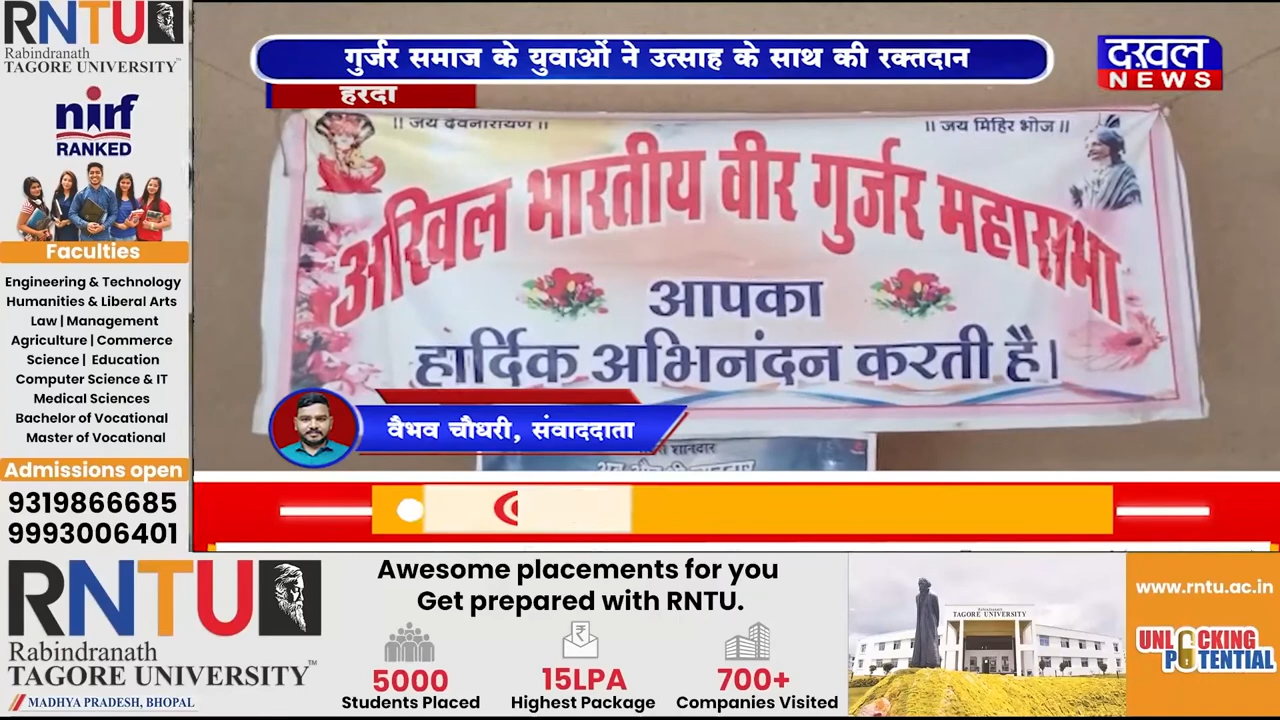 RNTU
Rabindranath
TAGORE UNIVERSITY™
nirf
RANKED
Faculties
Engineering & Technology
Humanities & Liberal Arts
Law | Management
Agriculture | Commerce
Science | Education
Computer Science & IT
Medical Sciences
Bachelor of Vocational
Master of Vocational
Admissions open
9319866685
9993006401
गुर्जर समाज के युवाओं ने उत्साह के साथ की रक्तदान
हरदा
दखल
NEWS
|| जय देवनारायण ||
|| जय मिहिर भोज ||
अखिल भारतीय वीर गुर्जर महासभा
आपका
हार्दिक अभिनंदन करती है।
वैभव चौधरी, संवाददाता
शानदार
RNTU
Rabindranath
TAGORE UNIVERSITY™
MADHYA PRADESH, BHOPAL
Awesome placements for you
Get prepared with RNTU.
5000
Students Placed
15LPA
Highest Package
700+
Companies Visited
Rabindranath
TAGORE UNIVERSITY
www.rntu.ac.in
UNLOCKING
POTENTIAL